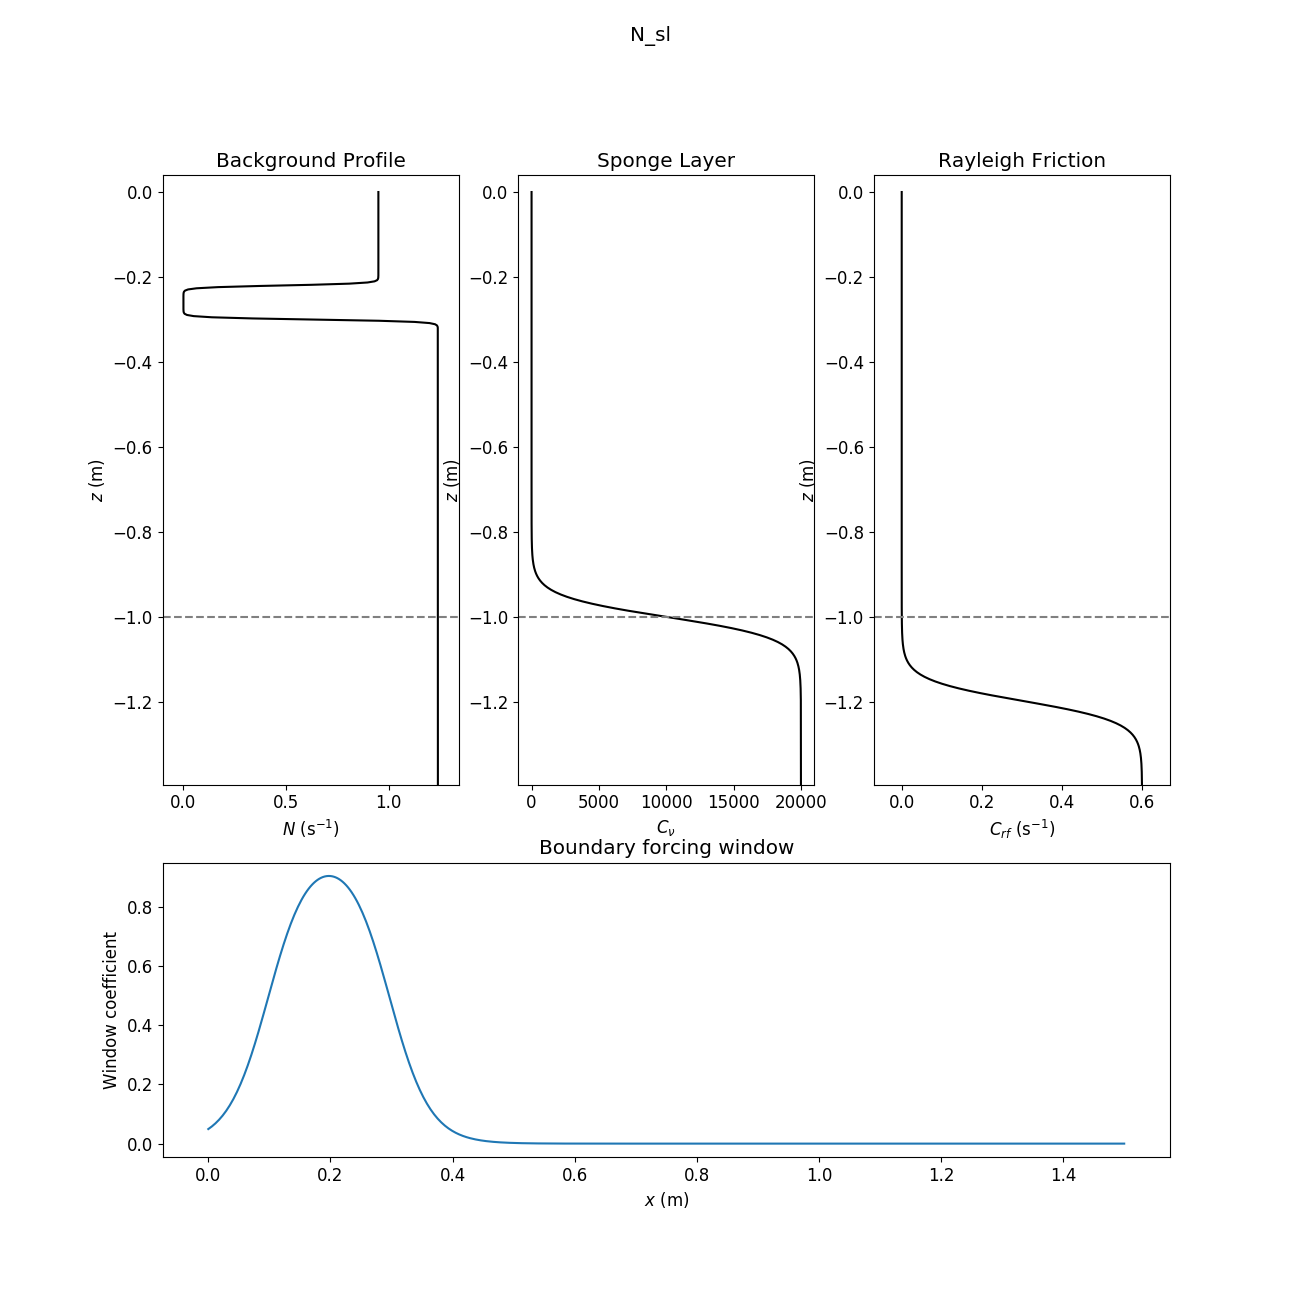 N_sl
Background Profile
Sponge Layer
Rayleigh Friction
z (m)
0.0
−0.2
−0.4
−0.6
−0.8
−1.0
−1.2
0.0 0.5 1.0
N (s⁻¹)
z (m)
0.0
−0.2
−0.4
−0.6
−0.8
−1.0
−1.2
0 5000 10000 15000 20000
C_ν
z (m)
0.0
−0.2
−0.4
−0.6
−0.8
−1.0
−1.2
0.0 0.2 0.4 0.6
C_rf (s⁻¹)
Boundary forcing window
Window coefficient
0.8
0.6
0.4
0.2
0.0
0.0 0.2 0.4 0.6 0.8 1.0 1.2 1.4
x (m)